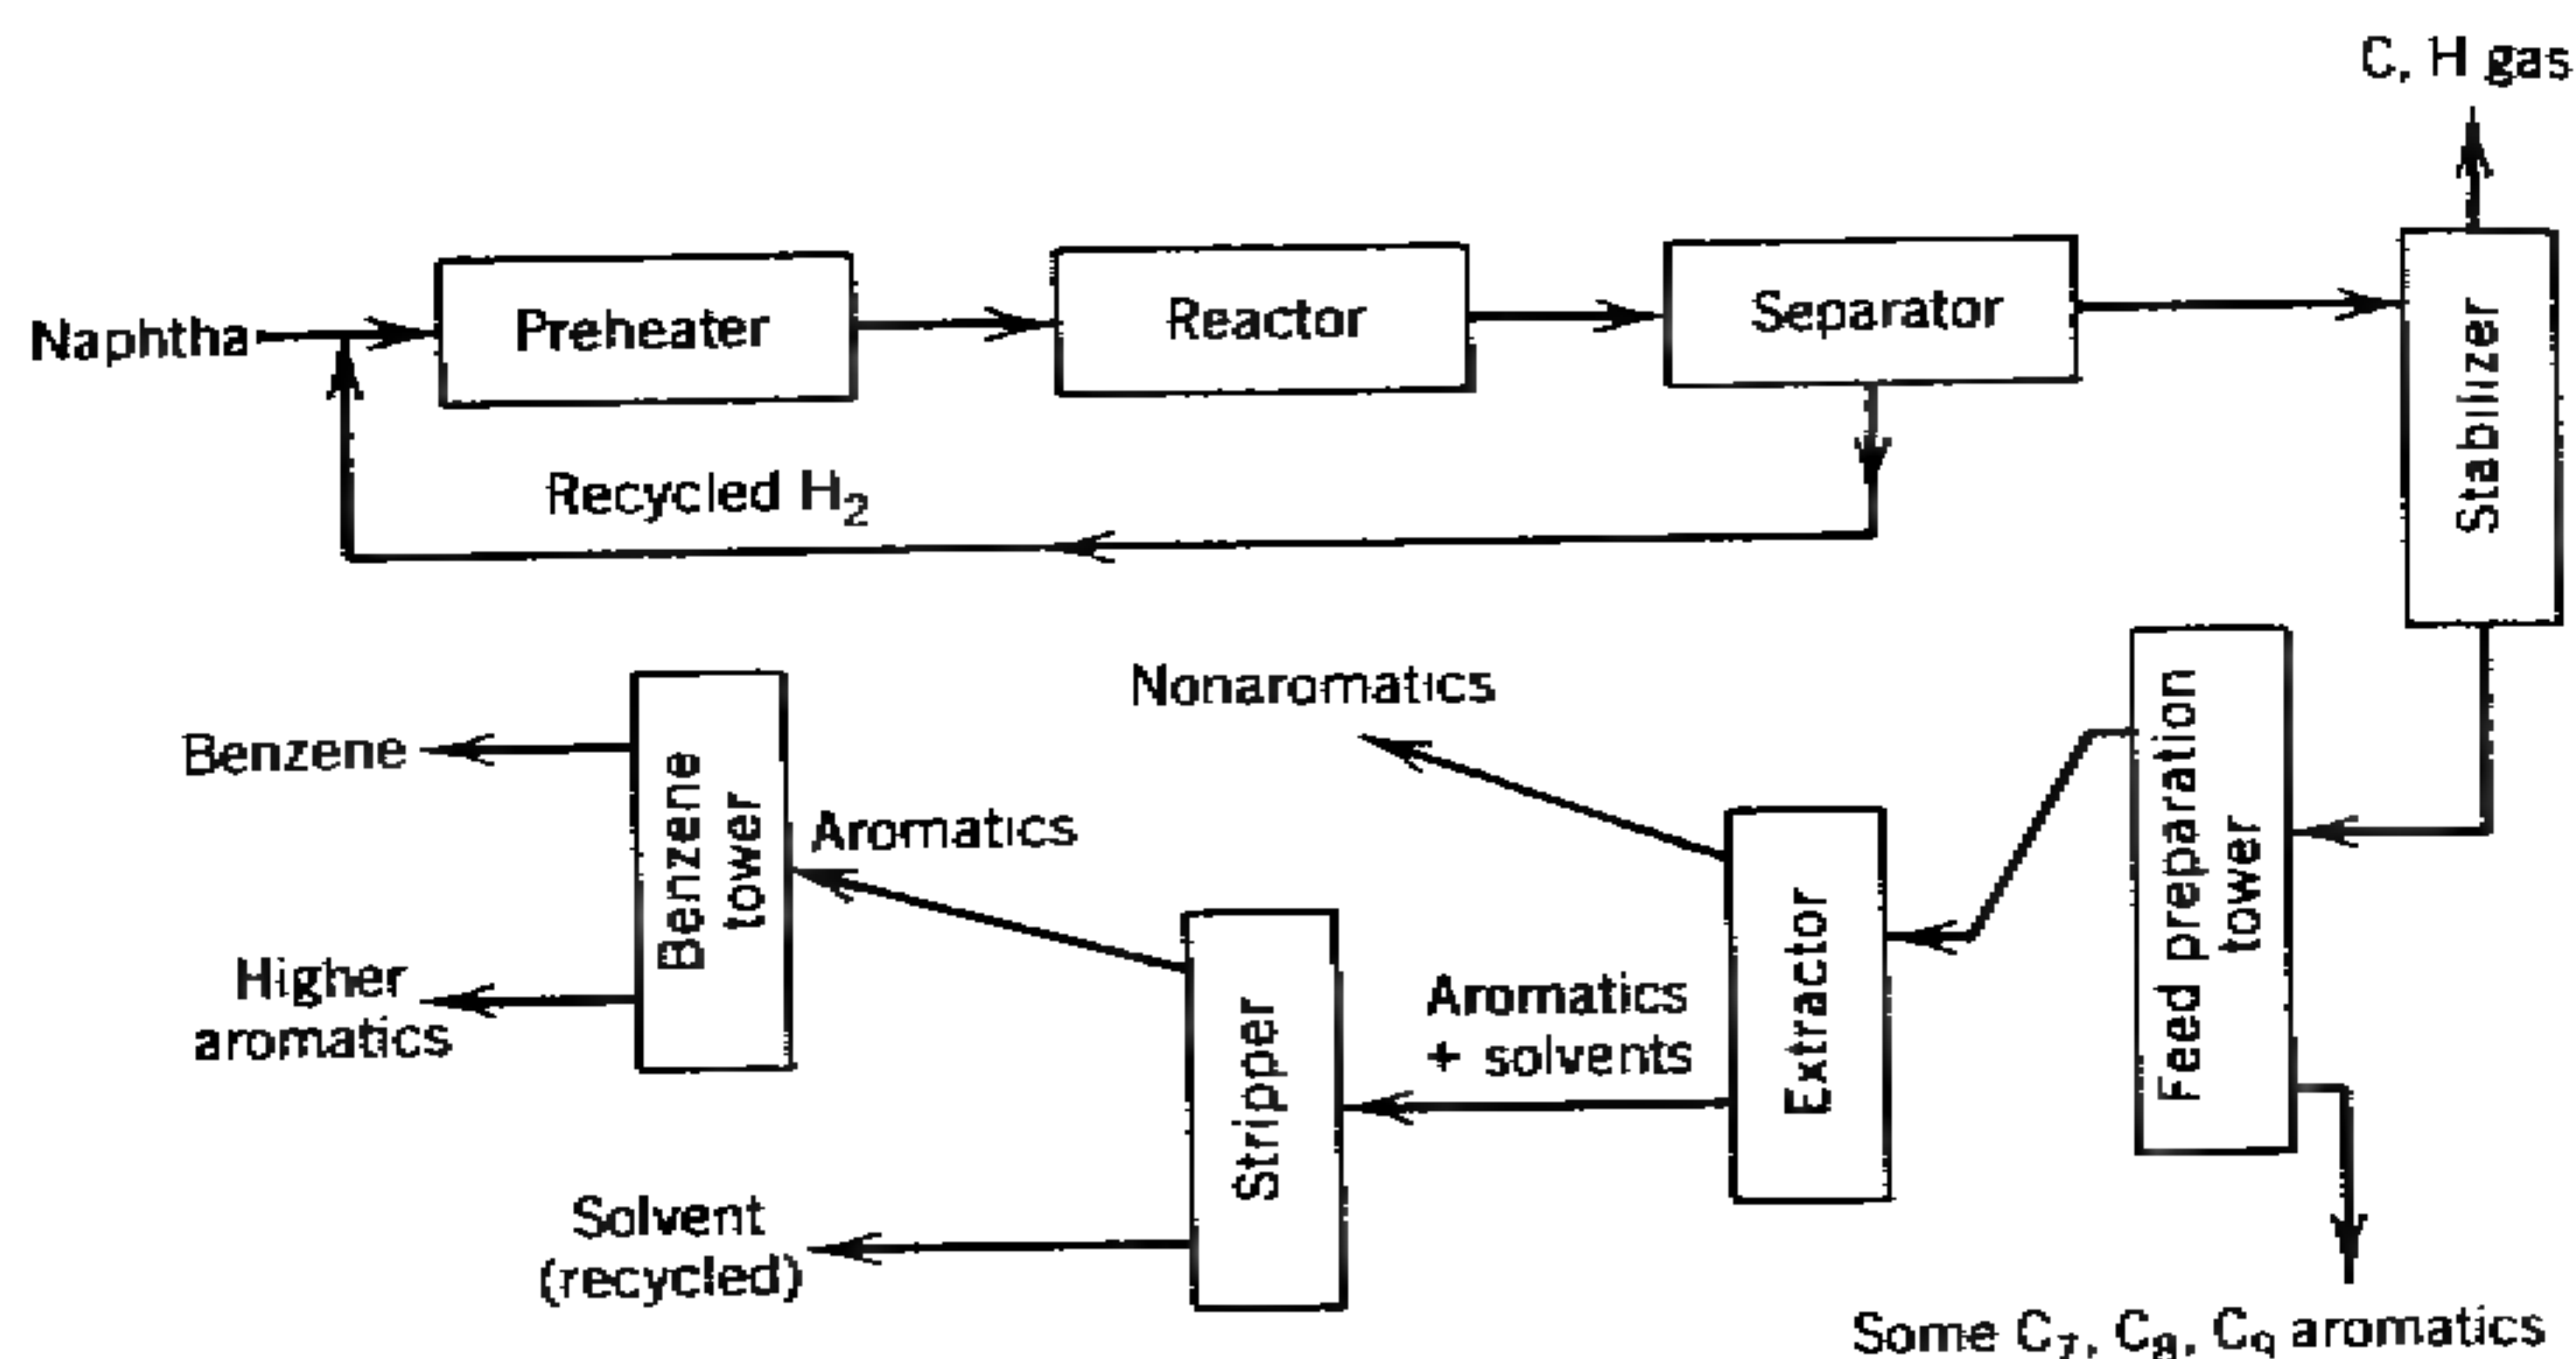 C, H gas
Naphtha
Preheater
Reactor
Separator
Stabilizer
Recycled H₂
Nonaromatics
Benzene
Benzene
tower
Aromatics
Feed preparation
tower
Extractor
Higher
aromatics
Aromatics
+ solvents
Stripper
Solvent
(recycled)
Some C₇, C₈, C₉ aromatics